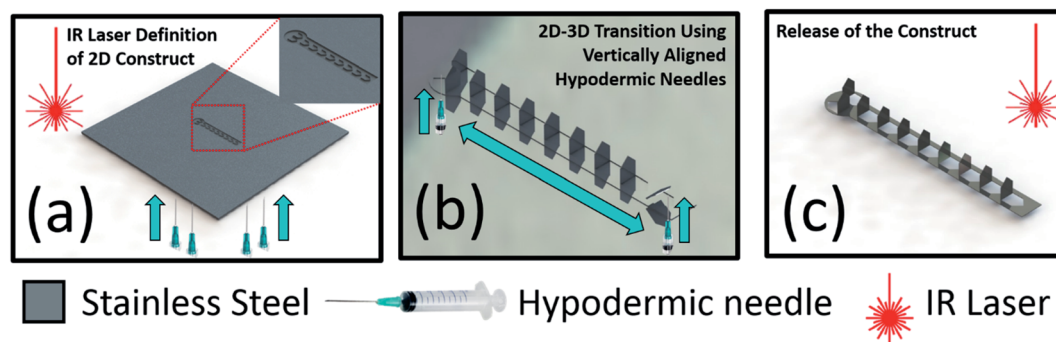 IR Laser Definition
of 2D Construct
(a)
2D-3D Transition Using
Vertically Aligned
Hypodermic Needles
(b)
Release of the Construct
(c)
Stainless Steel
Hypodermic needle
IR Laser